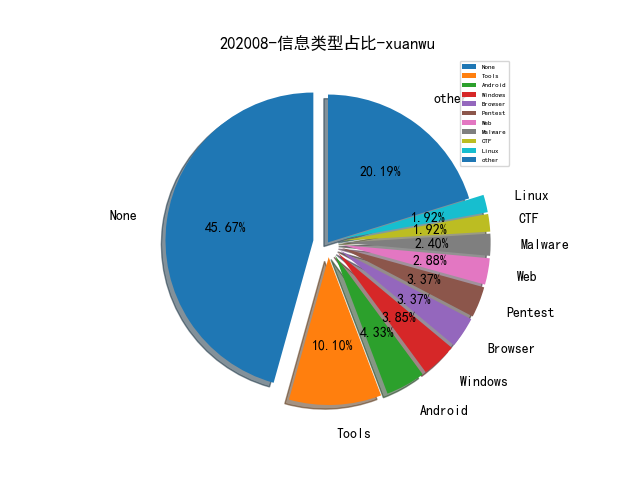 202008-信息类型占比-xuanwu
None
Tools
Android
Windows
Browser
Pentest
Web
Malware
CTF
Linux
other
other
20.19%
Linux
1.92%
CTF
1.92%
Malware
2.40%
Web
2.88%
Pentest
3.37%
Browser
3.37%
Windows
3.85%
Android
4.33%
Tools
10.10%
None
45.67%